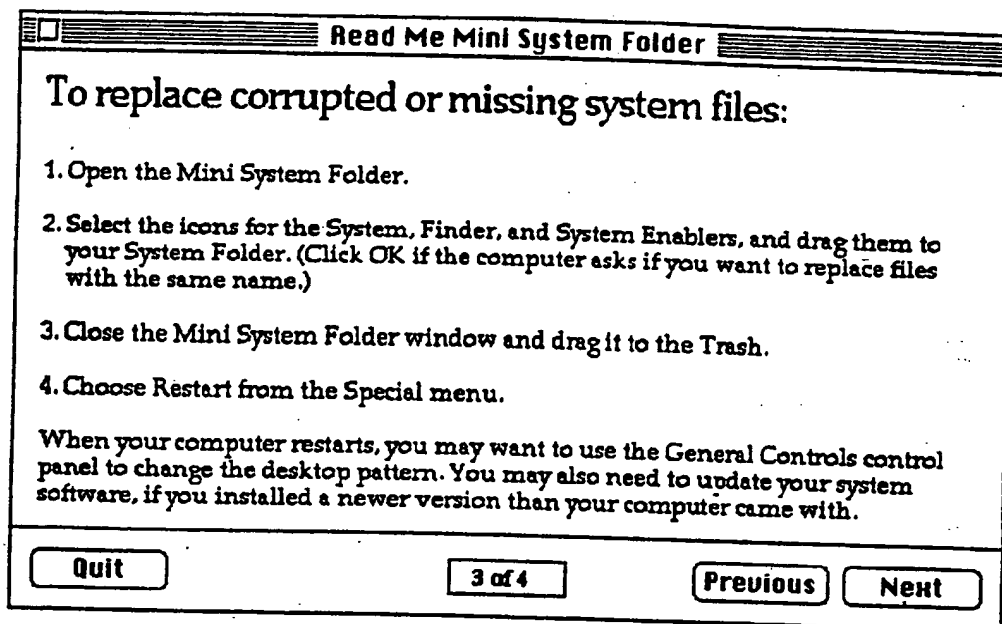 Read Me Mini System Folder
To replace corrupted or missing system files:
1. Open the Mini System Folder.
2. Select the icons for the System, Finder, and System Enablers, and drag them to
your System Folder. (Click OK if the computer asks if you want to replace files
with the same name.)
3. Close the Mini System Folder window and drag it to the Trash.
4. Choose Restart from the Special menu.
When your computer restarts, you may want to use the General Controls control
panel to change the desktop pattern. You may also need to update your system
software, if you installed a newer version than your computer came with.
Quit
3 of 4
Previous
Next